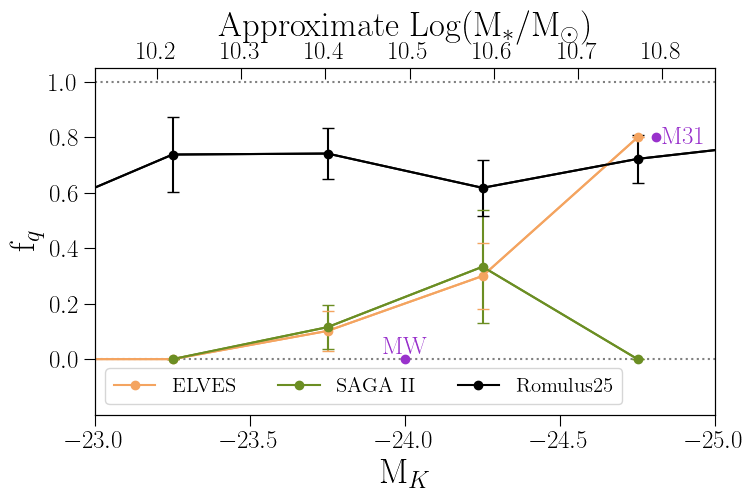 Approximate Log(M*/M☉)
10.2 10.3 10.4 10.5 10.6 10.7 10.8
1.0
0.8
M31
0.6
f_q
0.4
0.2
MW
0.0
ELVES SAGA II Romulus25
−23.0 −23.5 −24.0 −24.5 −25.0
M_K